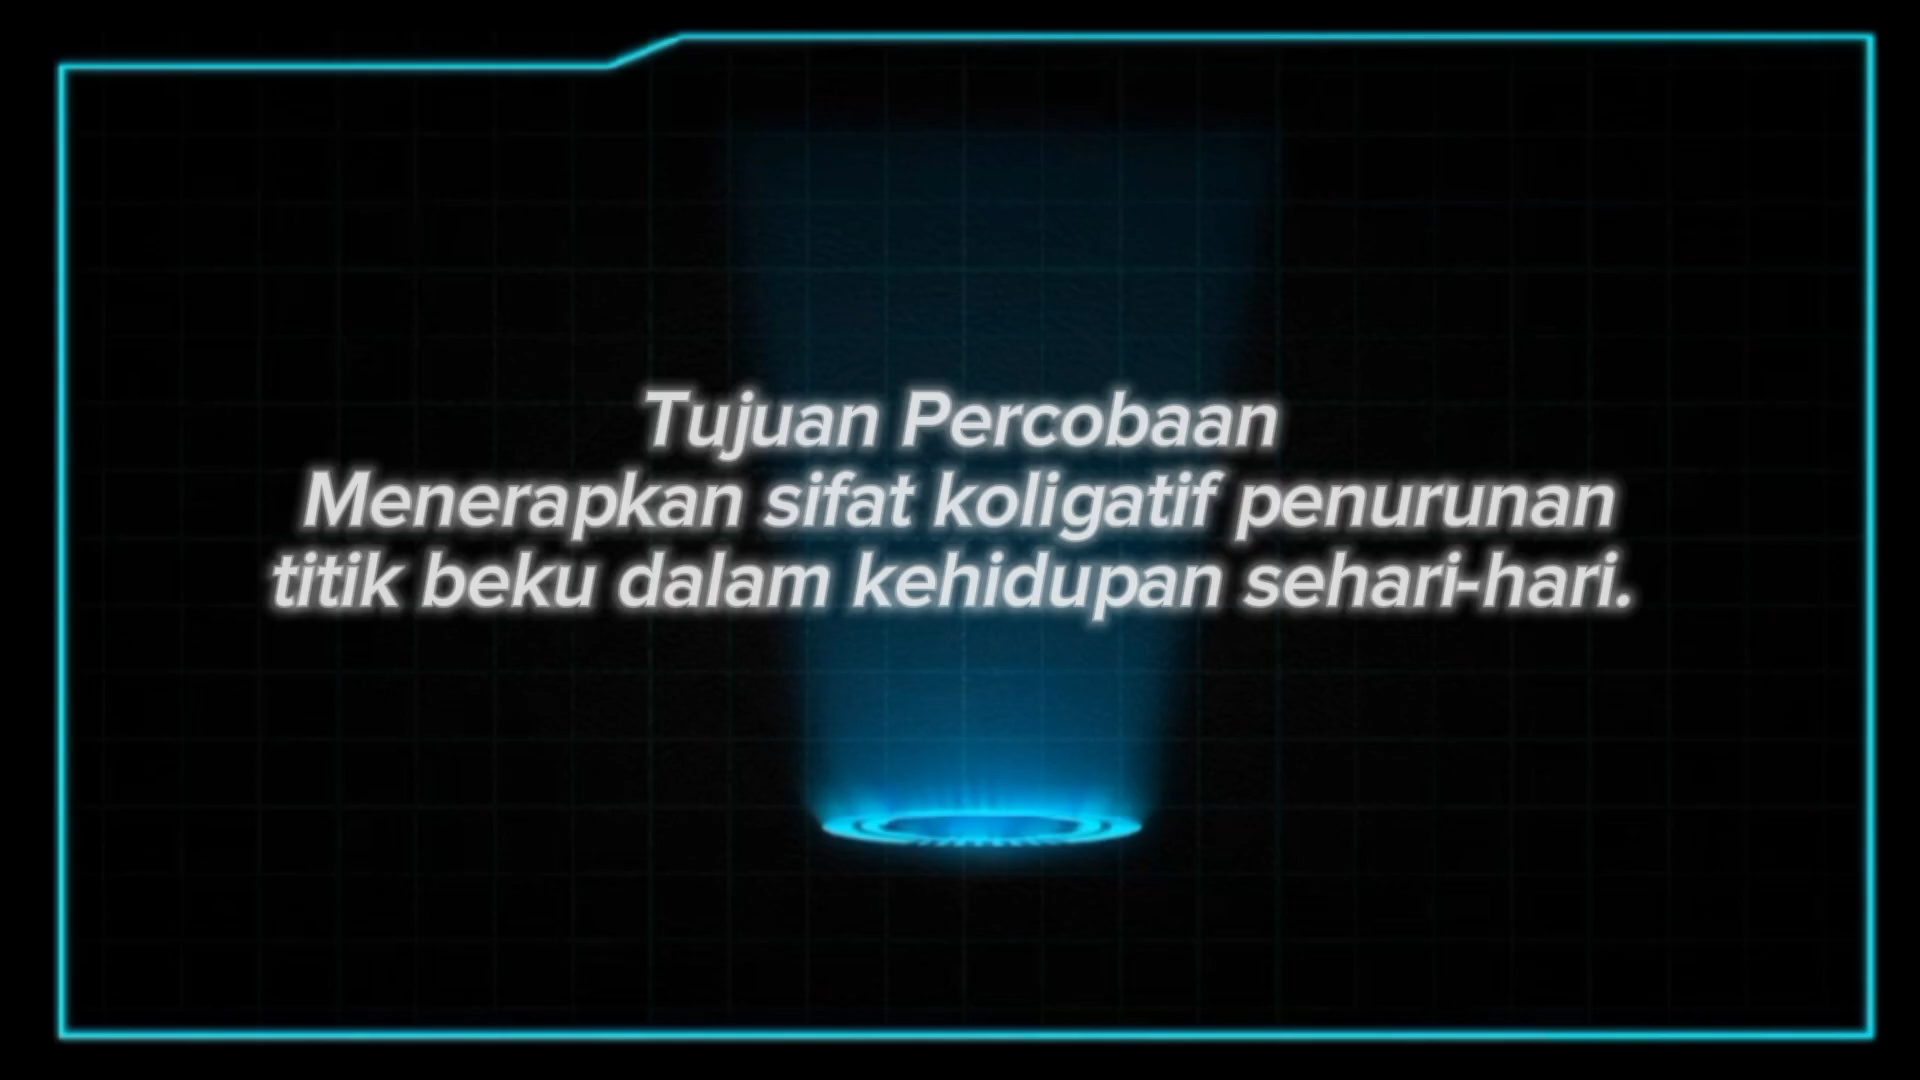 Tujuan Percobaan
Menerapkan sifat koligatif penurunan
titik beku dalam kehidupan sehari-hari.